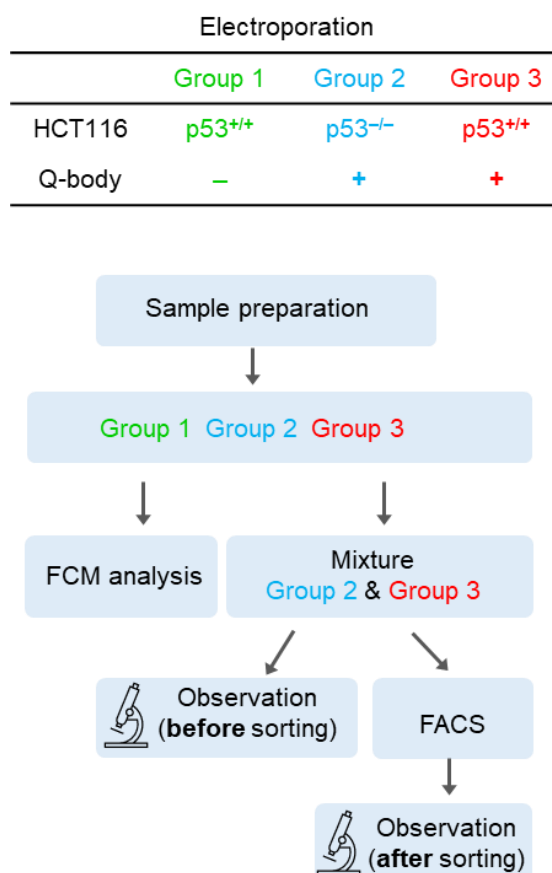 Electroporation
Group 1 Group 2 Group 3
HCT116 p53+/+ p53−/− p53+/+
Q-body − + +
Sample preparation
Group 1 Group 2 Group 3
FCM analysis
Mixture
Group 2 & Group 3
Observation
(before sorting)
FACS
Observation
(after sorting)